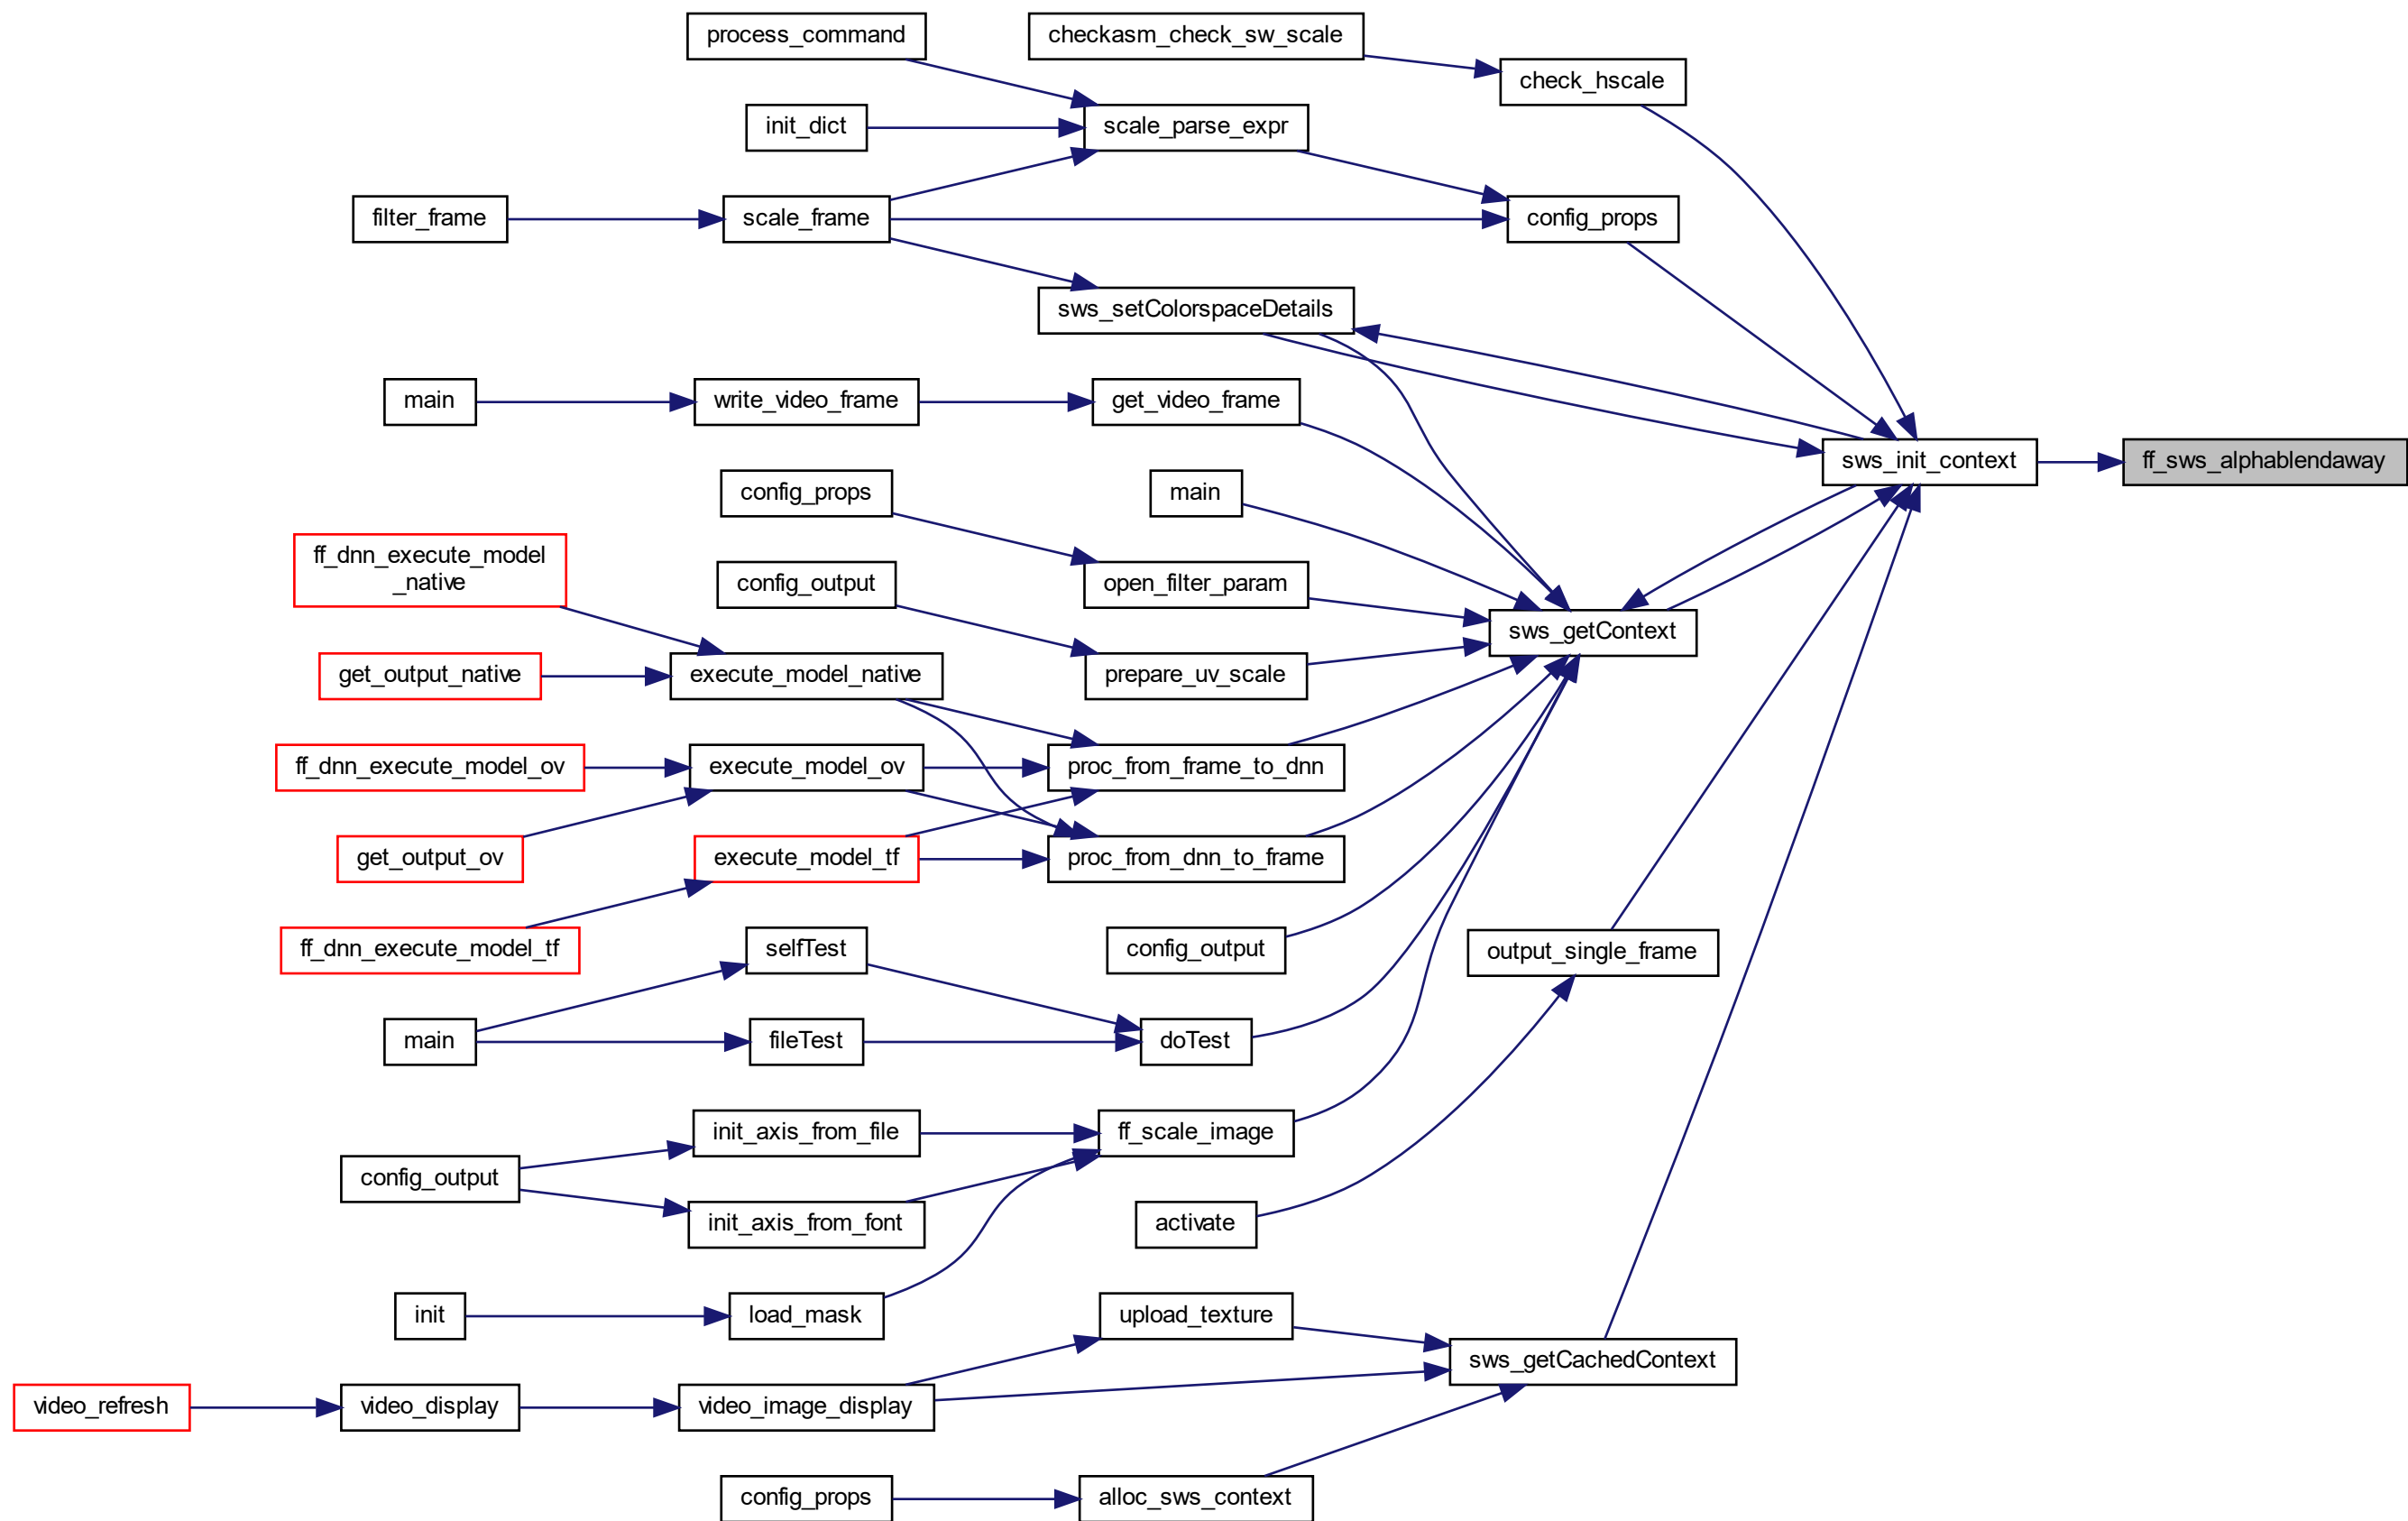 process_command
checkasm_check_sw_scale
check_hscale
init_dict
scale_parse_expr
filter_frame
scale_frame
config_props
sws_setColorspaceDetails
main
write_video_frame
get_video_frame
sws_init_context
ff_sws_alphablendaway
config_props
main
ff_dnn_execute_model
_native
config_output
open_filter_param
sws_getContext
get_output_native
execute_model_native
prepare_uv_scale
ff_dnn_execute_model_ov
execute_model_ov
proc_from_frame_to_dnn
get_output_ov
execute_model_tf
proc_from_dnn_to_frame
ff_dnn_execute_model_tf
selfTest
config_output
output_single_frame
main
fileTest
doTest
init_axis_from_file
ff_scale_image
config_output
init_axis_from_font
activate
init
load_mask
upload_texture
sws_getCachedContext
video_refresh
video_display
video_image_display
config_props
alloc_sws_context